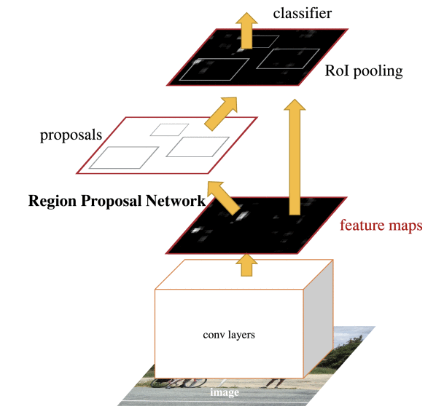 classifier
RoI pooling
proposals
Region Proposal Network
feature maps
conv layers
image